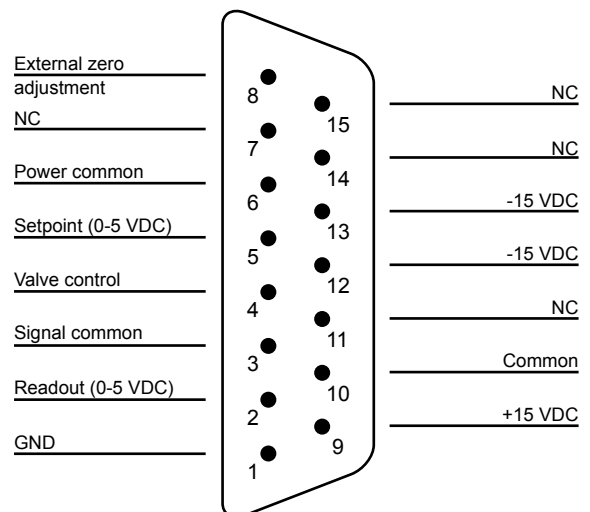 External zero
adjustment
NC
Power common
Setpoint (0-5 VDC)
Valve control
Signal common
Readout (0-5 VDC)
GND
8
7
6
5
4
3
2
1
15
14
13
12
11
10
9
NC
NC
-15 VDC
-15 VDC
NC
Common
+15 VDC